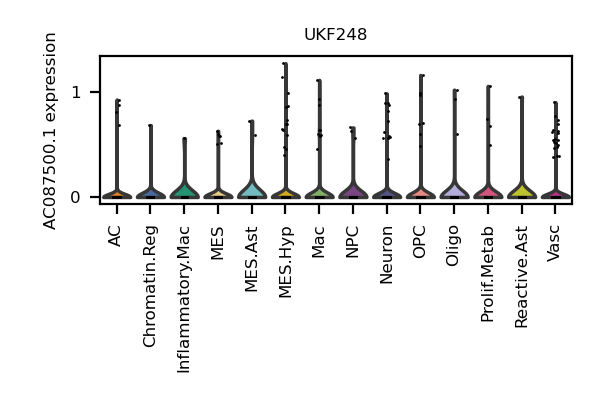 UKF248
AC087500.1 expression
1
0
AC
Chromatin.Reg
Inflammatory.Mac
MES
MES.Ast
MES.Hyp
Mac
NPC
Neuron
OPC
Oligo
Prolif.Metab
Reactive.Ast
Vasc